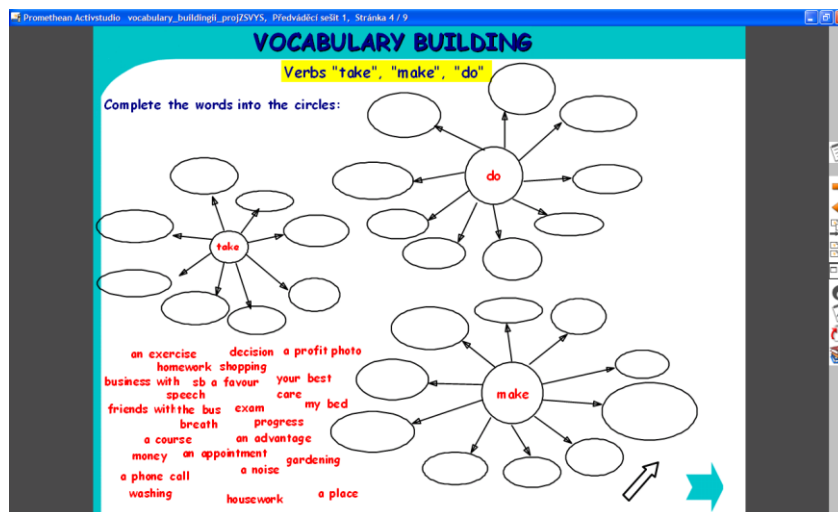 Promethean Activstudio vocabulary_buildingii_projZSVYS, Předváděcí sešit 1, Stránka 4 / 9
VOCABULARY BUILDING
Verbs "take", "make", "do"
Complete the words into the circles:
do
take
make
an exercise decision a profit photo
homework shopping
business with sb a favour your best
speech care
friends with the bus exam my bed
breath progress
a course an advantage
money an appointment gardening
a phone call a noise
washing housework a place